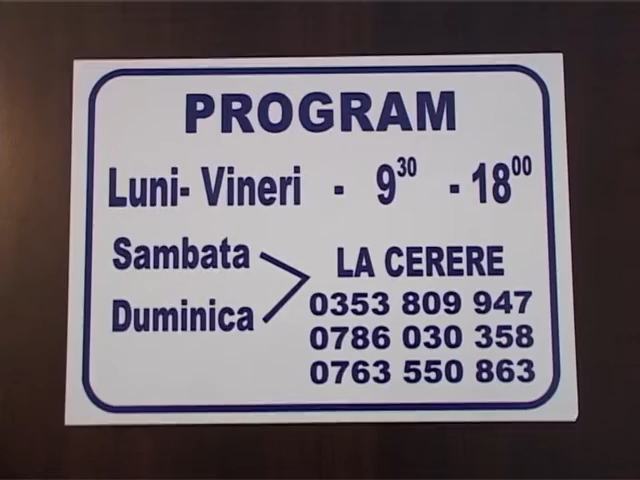 PROGRAM
Luni- Vineri - 9³⁰ - 18⁰⁰
Sambata
Duminica
LA CERERE
0353 809 947
0786 030 358
0763 550 863